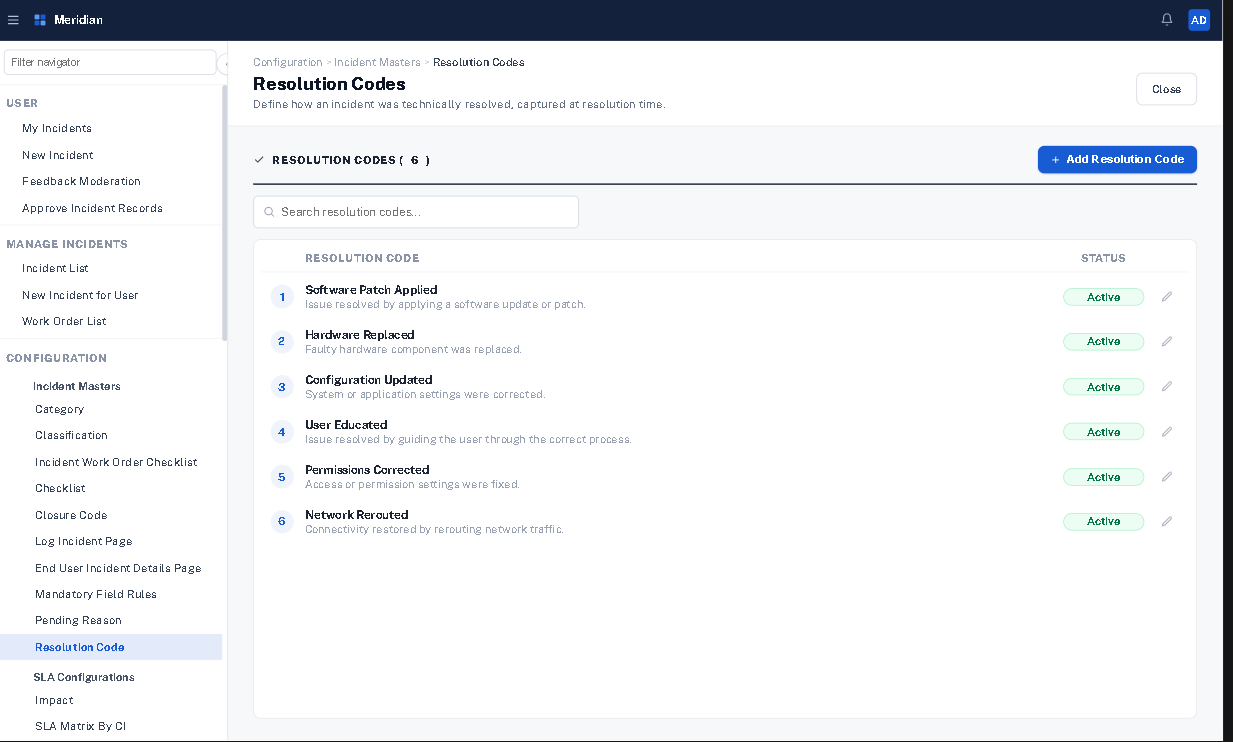 Meridian
AD
Filter navigator
USER
My Incidents
New Incident
Feedback Moderation
Approve Incident Records
MANAGE INCIDENTS
Incident List
New Incident for User
Work Order List
CONFIGURATION
Incident Masters
Category
Classification
Incident Work Order Checklist
Checklist
Closure Code
Log Incident Page
End User Incident Details Page
Mandatory Field Rules
Pending Reason
Resolution Code
SLA Configurations
Impact
SLA Matrix By CI
Configuration > Incident Masters > Resolution Codes
Resolution Codes
Define how an incident was technically resolved, captured at resolution time.
Close
RESOLUTION CODES ( 6 )
+ Add Resolution Code
Search resolution codes...
RESOLUTION CODE STATUS
1 Software Patch Applied Active
Issue resolved by applying a software update or patch.
2 Hardware Replaced Active
Faulty hardware component was replaced.
3 Configuration Updated Active
System or application settings were corrected.
4 User Educated Active
Issue resolved by guiding the user through the correct process.
5 Permissions Corrected Active
Access or permission settings were fixed.
6 Network Rerouted Active
Connectivity restored by rerouting network traffic.